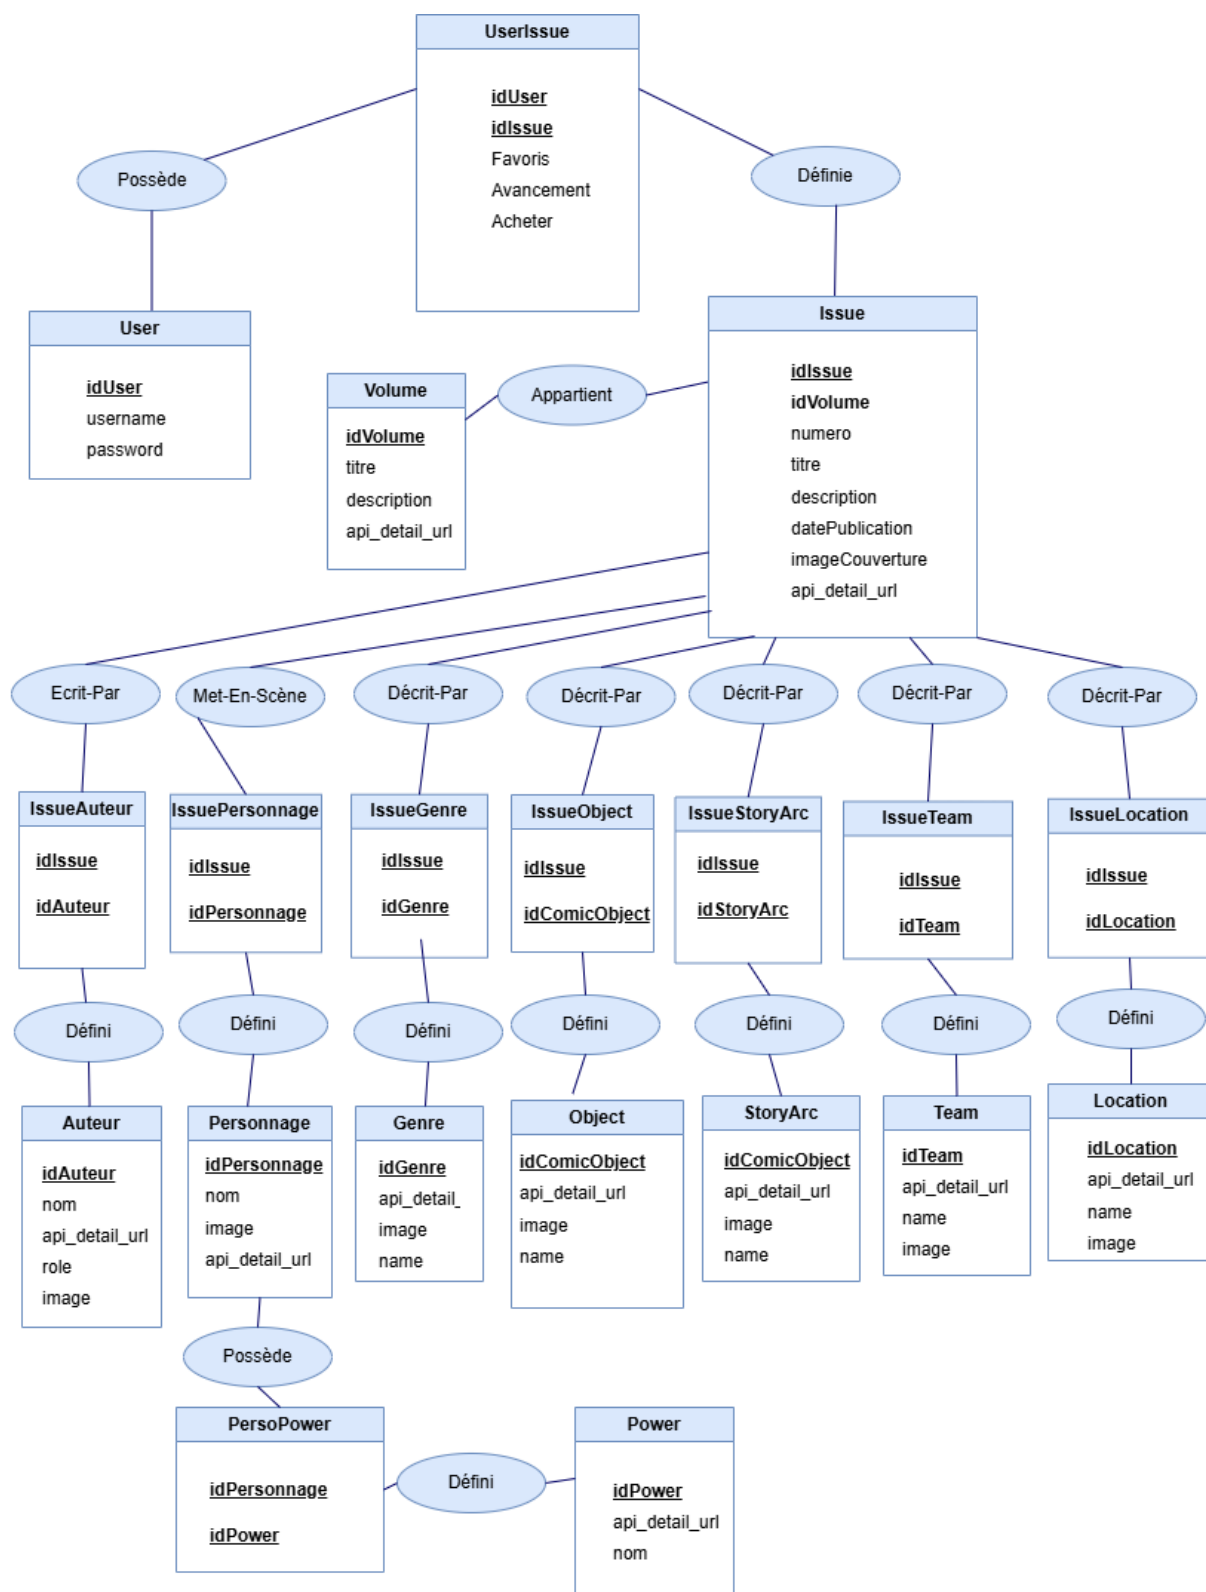 UserIssue
idUser
idIssue
Favoris
Avancement
Acheter
Possède
Définie
User
idUser
username
password
Volume
idVolume
titre
description
api_detail_url
Appartient
Issue
idIssue
idVolume
numero
titre
description
datePublication
imageCouverture
api_detail_url
Ecrit-Par
Met-En-Scène
Décrit-Par
Décrit-Par
Décrit-Par
Décrit-Par
Décrit-Par
IssueAuteur
idIssue
idAuteur
IssuePersonnage
idIssue
idPersonnage
IssueGenre
idIssue
idGenre
IssueObject
idIssue
idComicObject
IssueStoryArc
idIssue
idStoryArc
IssueTeam
idIssue
idTeam
IssueLocation
idIssue
idLocation
Défini
Défini
Défini
Défini
Défini
Défini
Défini
Auteur
idAuteur
nom
api_detail_url
role
image
Personnage
idPersonnage
nom
image
api_detail_url
Genre
idGenre
api_detail_
image
name
Object
idComicObject
api_detail_url
image
name
StoryArc
idComicObject
api_detail_url
image
name
Team
idTeam
api_detail_url
name
image
Location
idLocation
api_detail_url
name
image
Possède
PersoPower
idPersonnage
idPower
Défini
Power
idPower
api_detail_url
nom